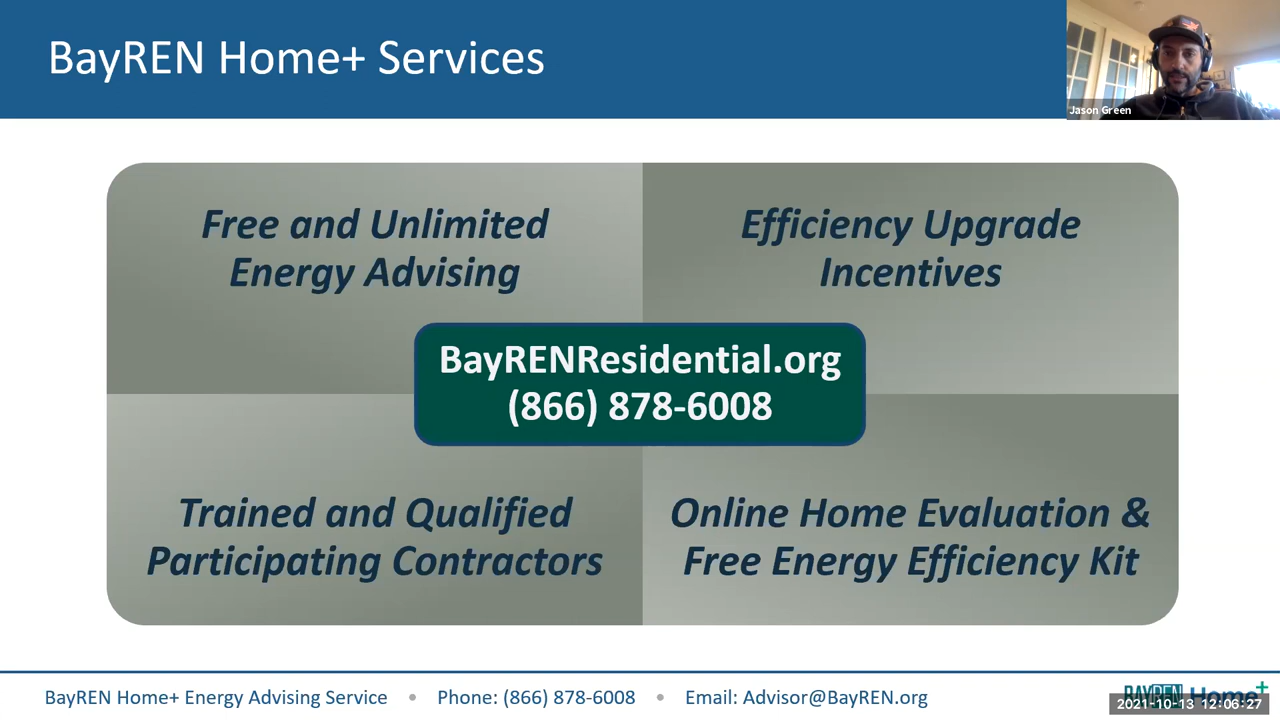 BayREN Home+ Services
Jason Green
Free and Unlimited
Energy Advising
Efficiency Upgrade
Incentives
BayRENResidential.org
(866) 878-6008
Trained and Qualified
Participating Contractors
Online Home Evaluation &
Free Energy Efficiency Kit
BayREN Home+ Energy Advising Service • Phone: (866) 878-6008 • Email: Advisor@BayREN.org
BAYREN Home+
2021-10-13 12:06:27